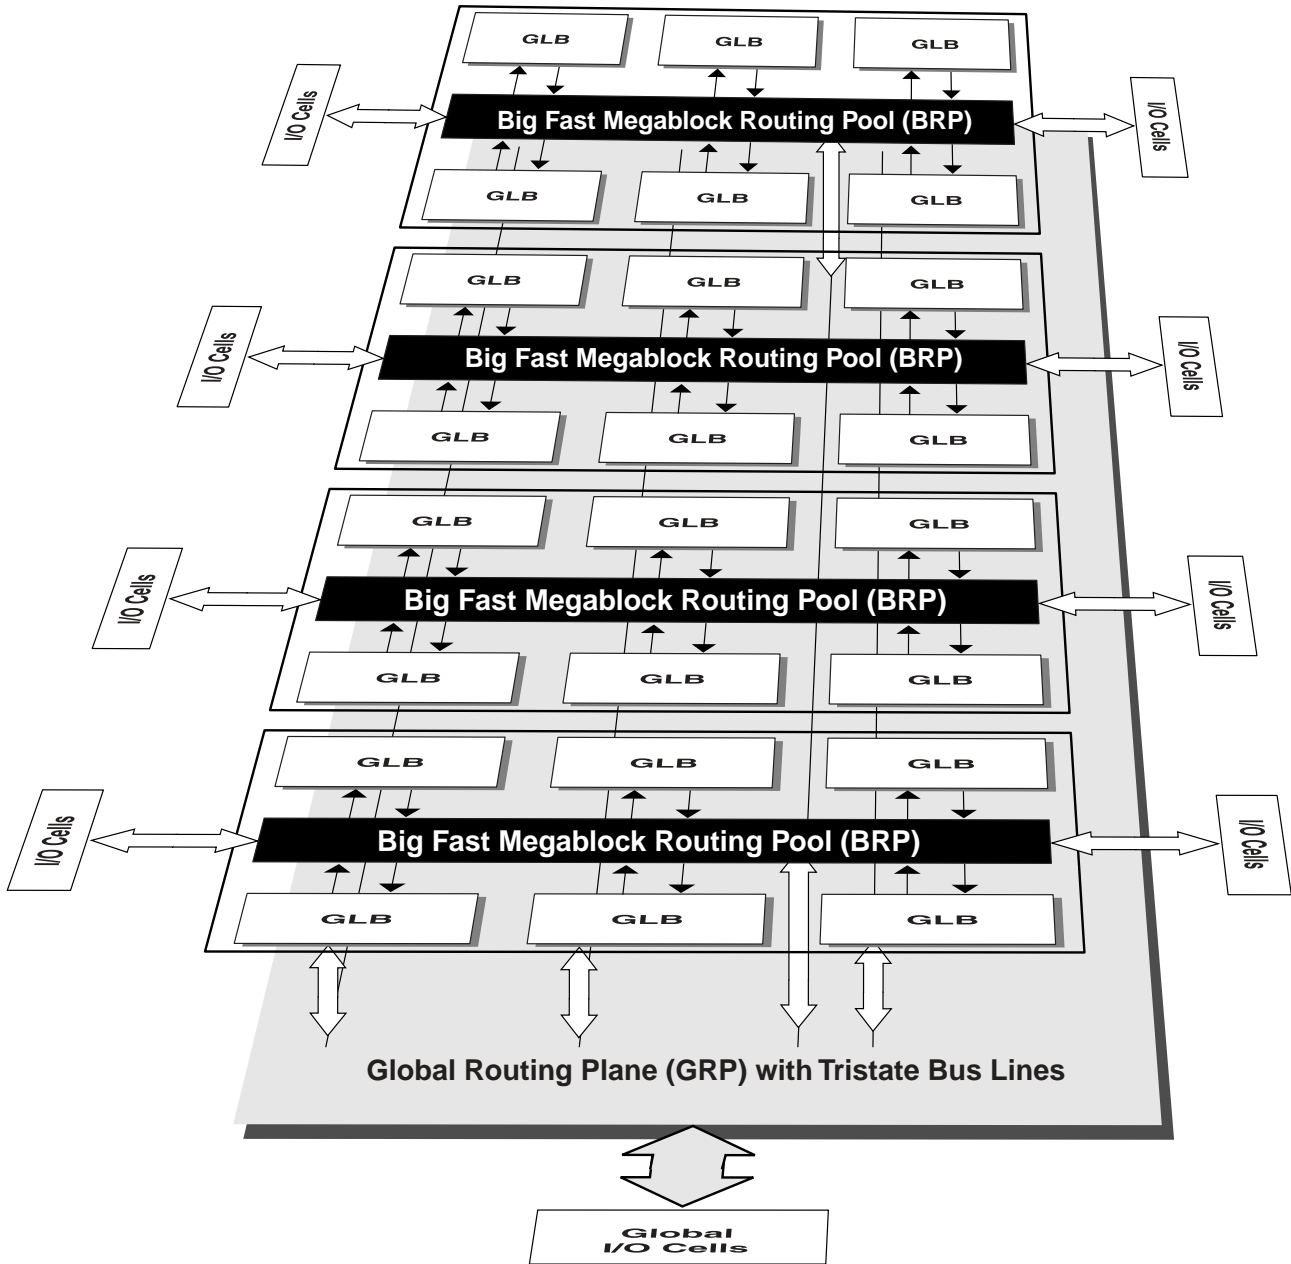 GLB
GLB
GLB
I/O Cells
Big Fast Megablock Routing Pool (BRP)
I/O Cells
GLB
GLB
GLB
GLB
GLB
GLB
I/O Cells
Big Fast Megablock Routing Pool (BRP)
I/O Cells
GLB
GLB
GLB
GLB
GLB
GLB
I/O Cells
Big Fast Megablock Routing Pool (BRP)
I/O Cells
GLB
GLB
GLB
GLB
GLB
GLB
I/O Cells
Big Fast Megablock Routing Pool (BRP)
I/O Cells
GLB
GLB
GLB
Global Routing Plane (GRP) with Tristate Bus Lines
Global
I/O Cells